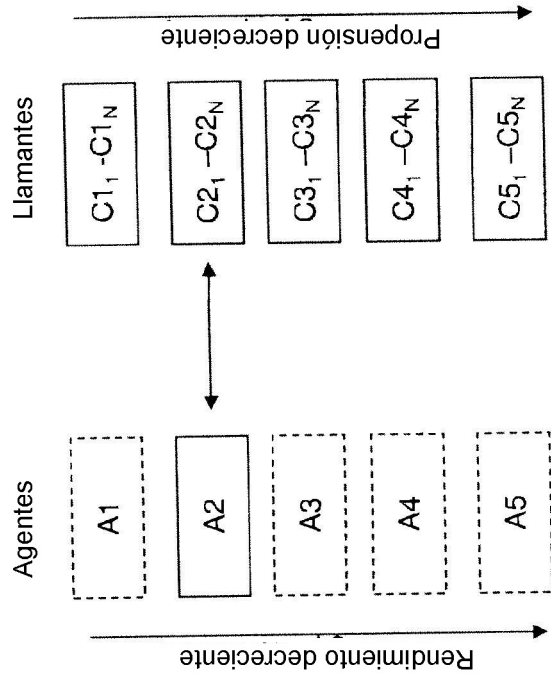 Agentes
Llamantes
A1
C1₁ -C1_N
A2
C2₁ –C2_N
A3
C3₁ –C3_N
A4
C4₁ –C4_N
A5
C5₁ –C5_N
Rendimiento decreciente
Propensión decreciente